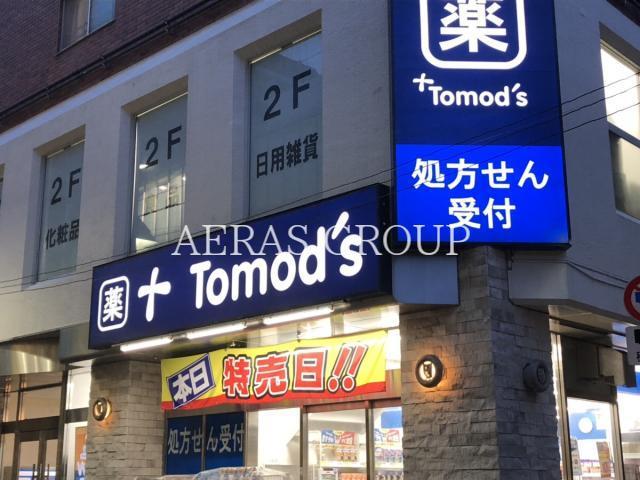 薬
+Tomod's
処方せん
受付
2F
日用雑貨
2F
2F
化粧品
AERAS GROUP
薬 + Tomod's
本日 特売日!!
処方せん受付